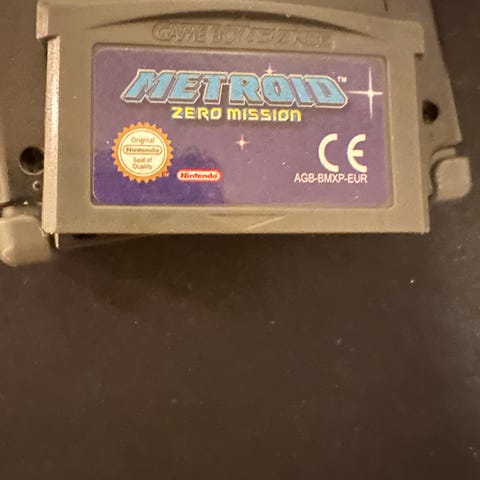 GAME BOY ADVANCE
METROID™
ZERO MISSION
Original
Nintendo
Seal of
Quality
Nintendo
CE
AGB-BMXP-EUR